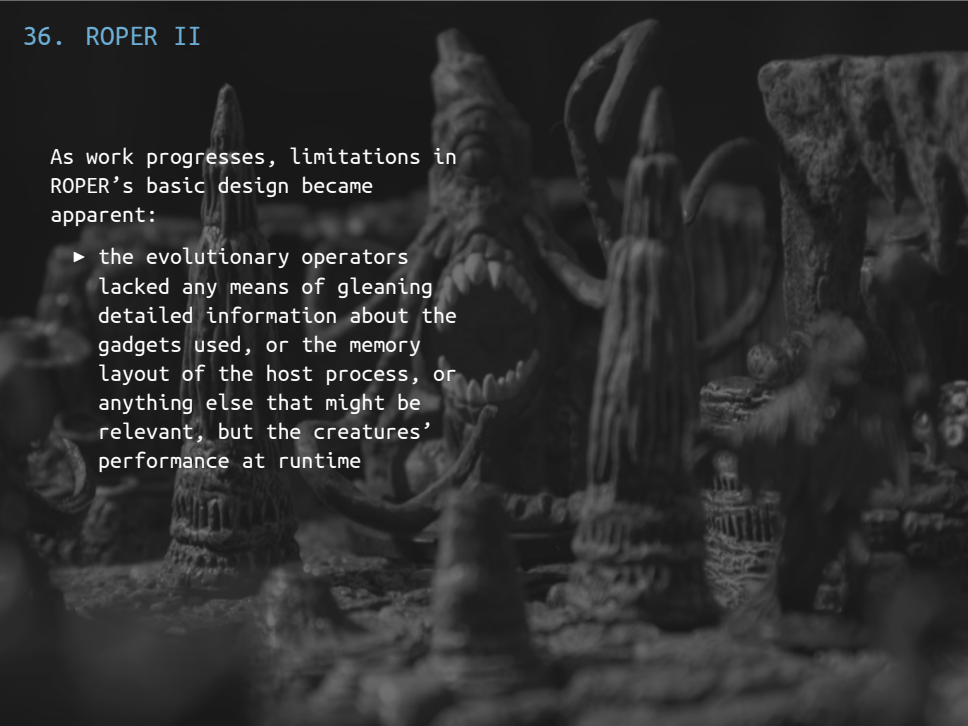 36. ROPER II
As work progresses, limitations in
ROPER’s basic design became
apparent:
▶ the evolutionary operators
lacked any means of gleaning
detailed information about the
gadgets used, or the memory
layout of the host process, or
anything else that might be
relevant, but the creatures’
performance at runtime